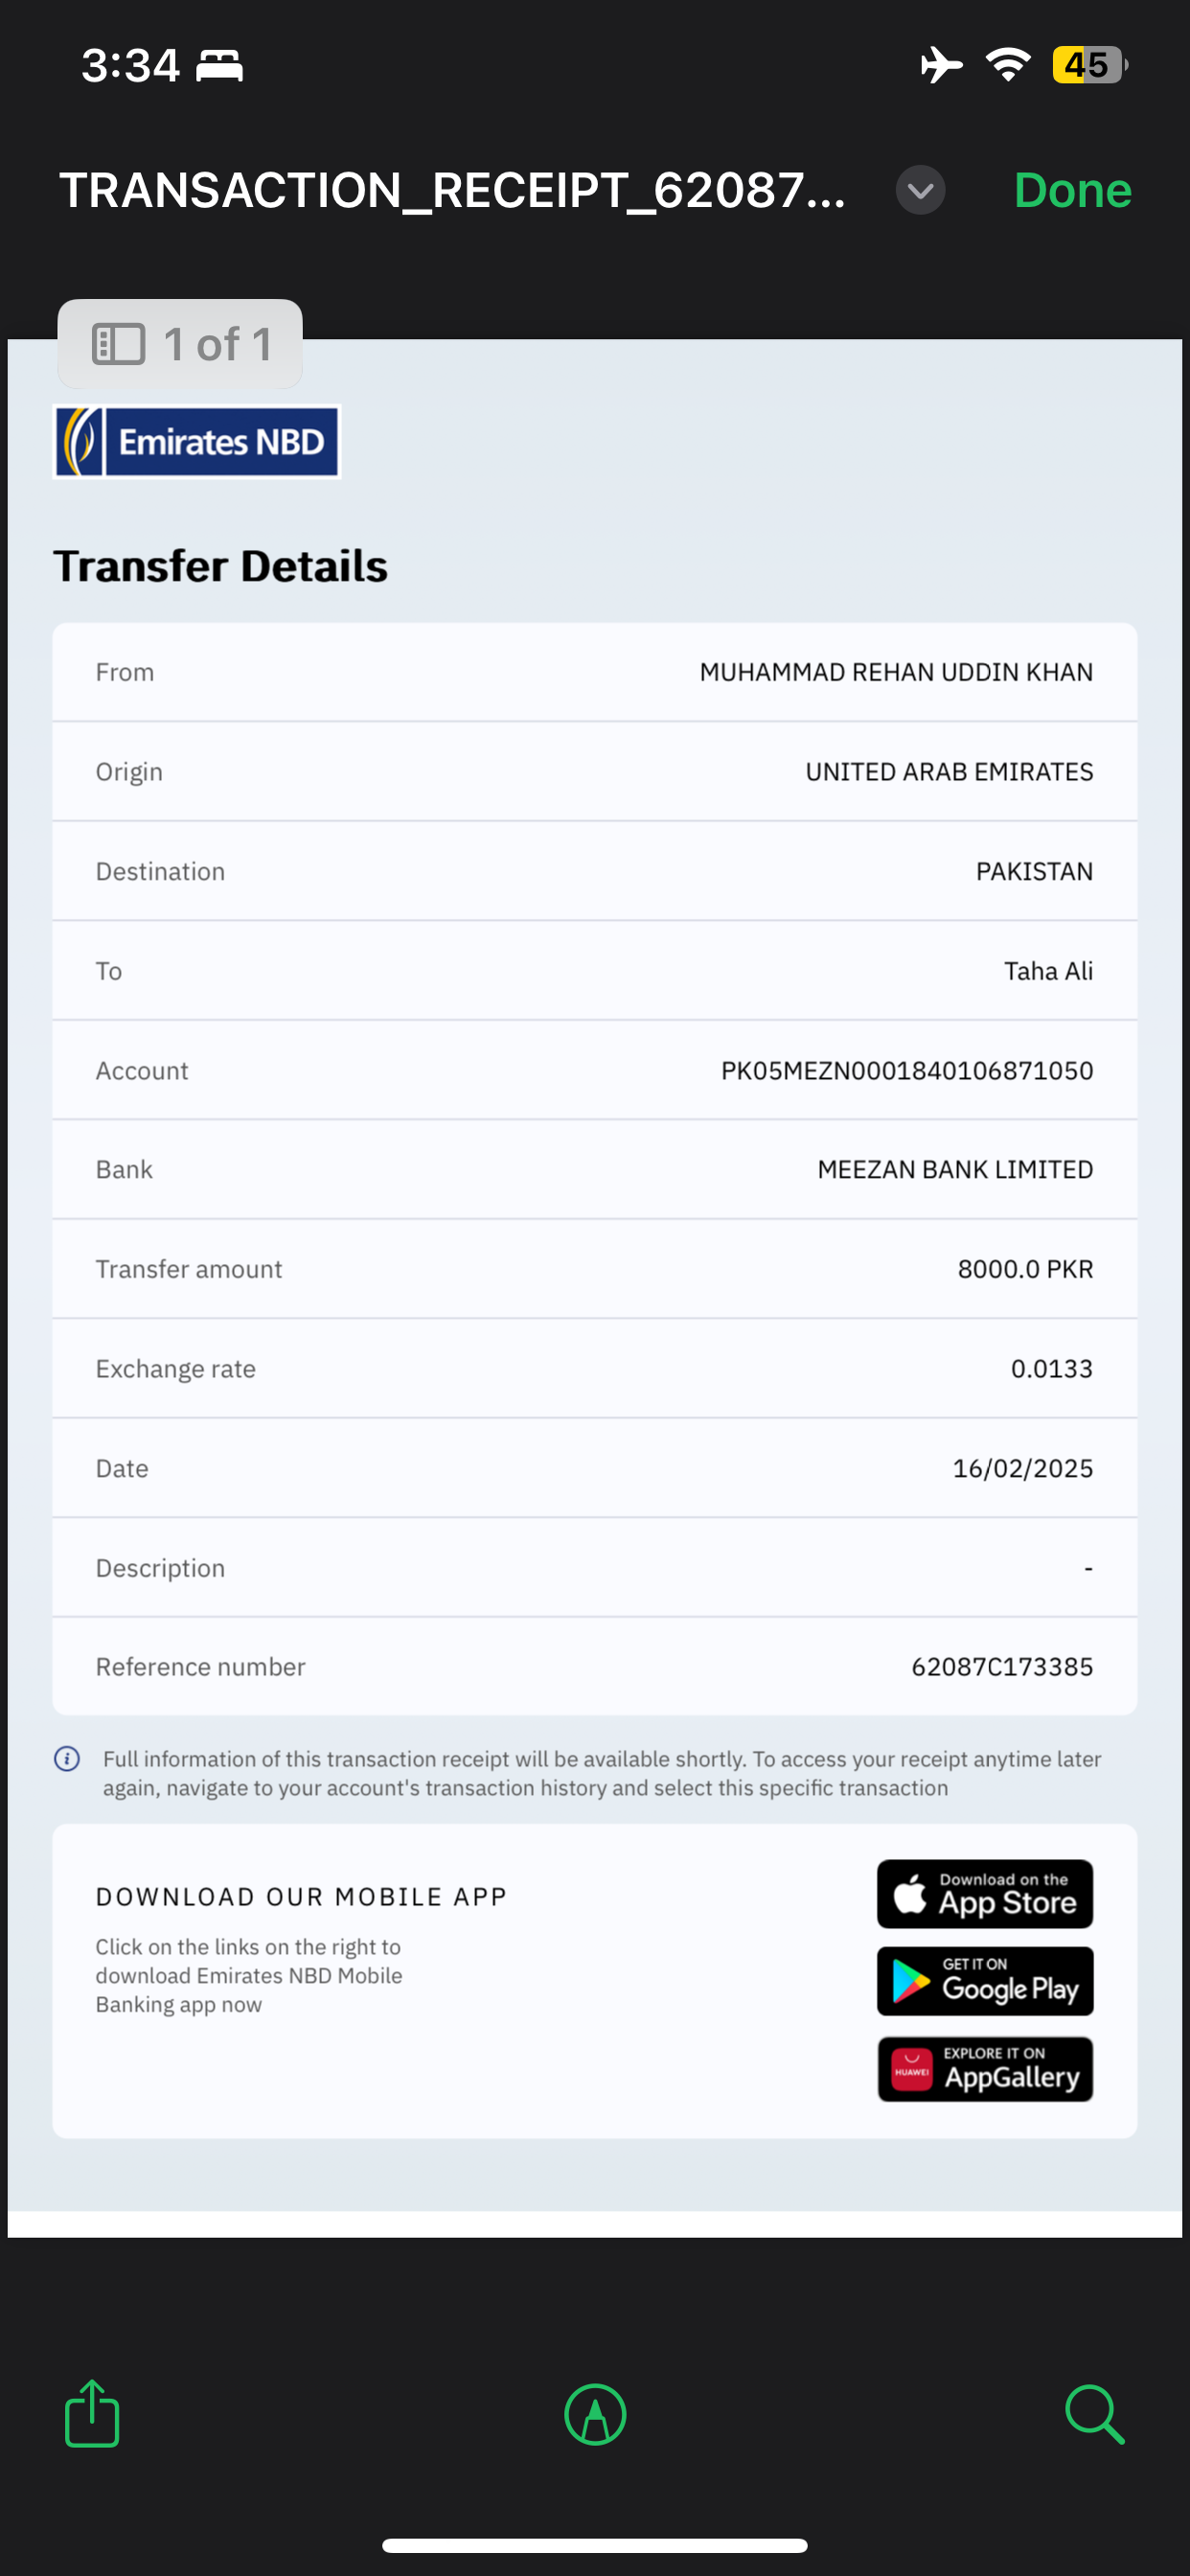 3:34
45
TRANSACTION_RECEIPT_62087...
Done
1 of 1
Emirates NBD
Transfer Details
From MUHAMMAD REHAN UDDIN KHAN
Origin UNITED ARAB EMIRATES
Destination PAKISTAN
To Taha Ali
Account PK05MEZN0001840106871050
Bank MEEZAN BANK LIMITED
Transfer amount 8000.0 PKR
Exchange rate 0.0133
Date 16/02/2025
Description -
Reference number 62087C173385
Full information of this transaction receipt will be available shortly. To access your receipt anytime later
again, navigate to your account's transaction history and select this specific transaction
DOWNLOAD OUR MOBILE APP
Click on the links on the right to
download Emirates NBD Mobile
Banking app now
Download on the
App Store
GET IT ON
Google Play
HUAWEI
EXPLORE IT ON
AppGallery